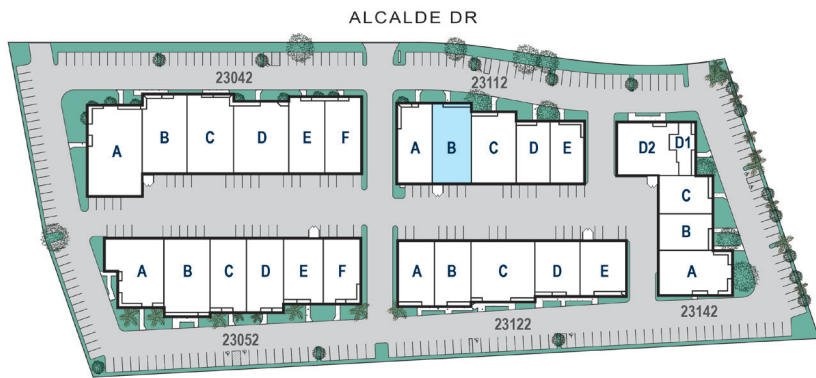 ALCALDE DR
23042
23112
A B C D E F
A B C D E
D2 D1
C
B
A
A B C D E F
A B C D E
23052
23122
23142